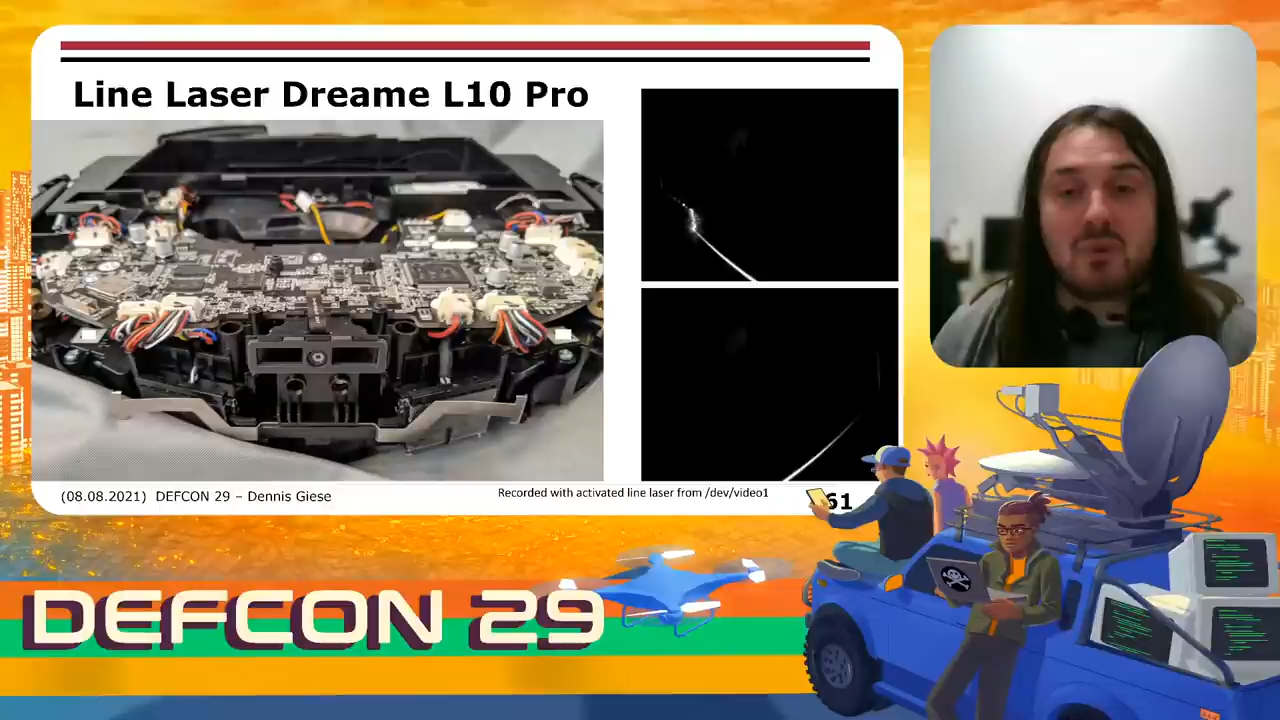 Line Laser Dreame L10 Pro
(08.08.2021) DEFCON 29 – Dennis Giese
Recorded with activated line laser from /dev/video1
61
DEFCON 29